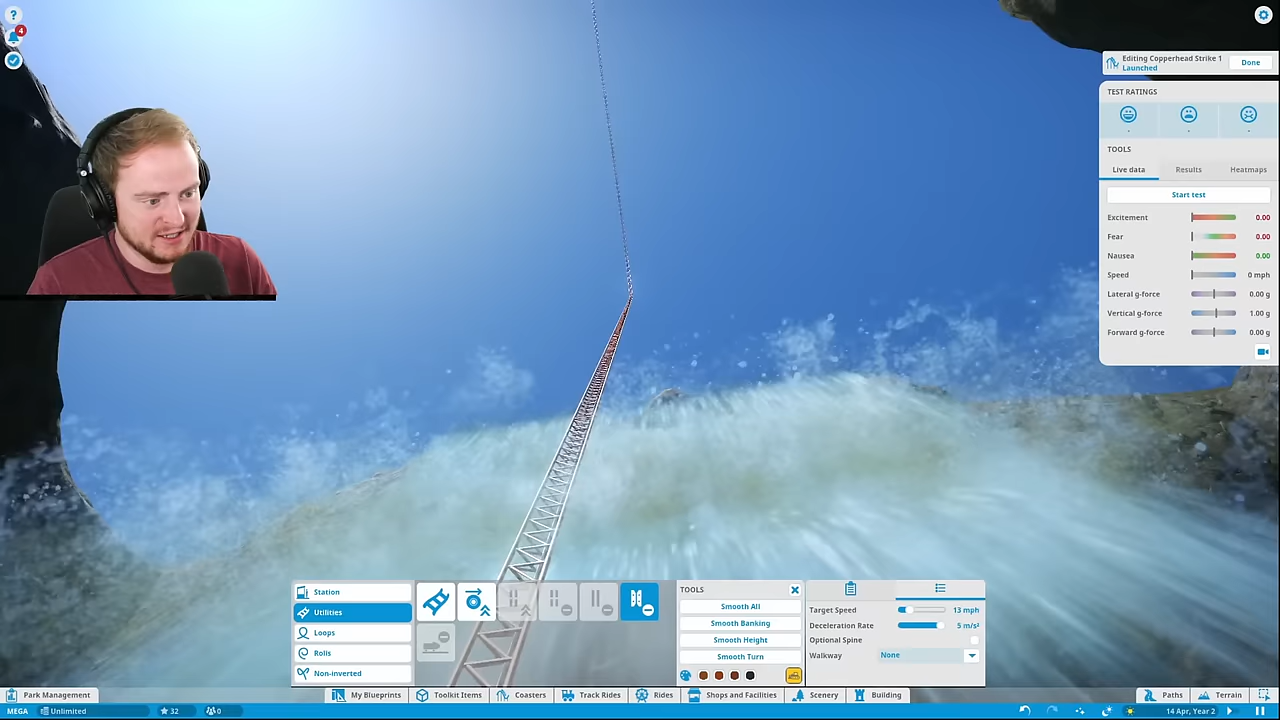 ?
4
Editing Copperhead Strike 1
Launched
Done
TEST RATINGS
- - -
TOOLS
Live data Results Heatmaps
Start test
Excitement 0.00
Fear 0.00
Nausea 0.00
Speed 0 mph
Lateral g-force 0.00 g
Vertical g-force 1.00 g
Forward g-force 0.00 g
Station
Utilities
Loops
Rolls
Non-inverted
TOOLS
Smooth All
Smooth Banking
Smooth Height
Smooth Turn
Target Speed 13 mph
Deceleration Rate 5 m/s²
Optional Spine
Walkway None
Park Management My Blueprints Toolkit Items Coasters Track Rides Rides Shops and Facilities Scenery Building Paths Terrain
MEGA Unlimited 32 0 14 Apr, Year 2